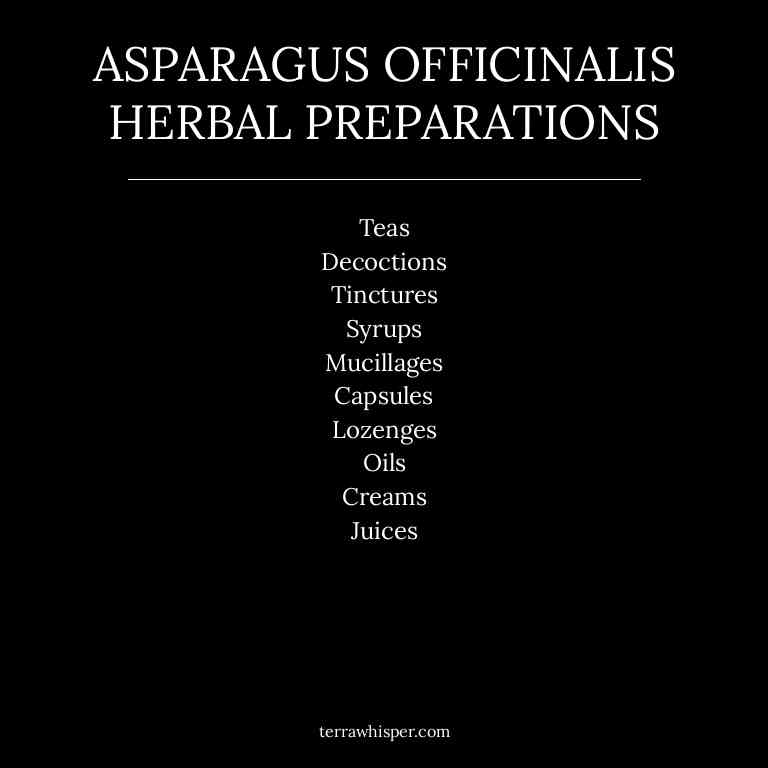 ASPARAGUS OFFICINALIS
HERBAL PREPARATIONS
Teas
Decoctions
Tinctures
Syrups
Mucillages
Capsules
Lozenges
Oils
Creams
Juices
terrawhisper.com